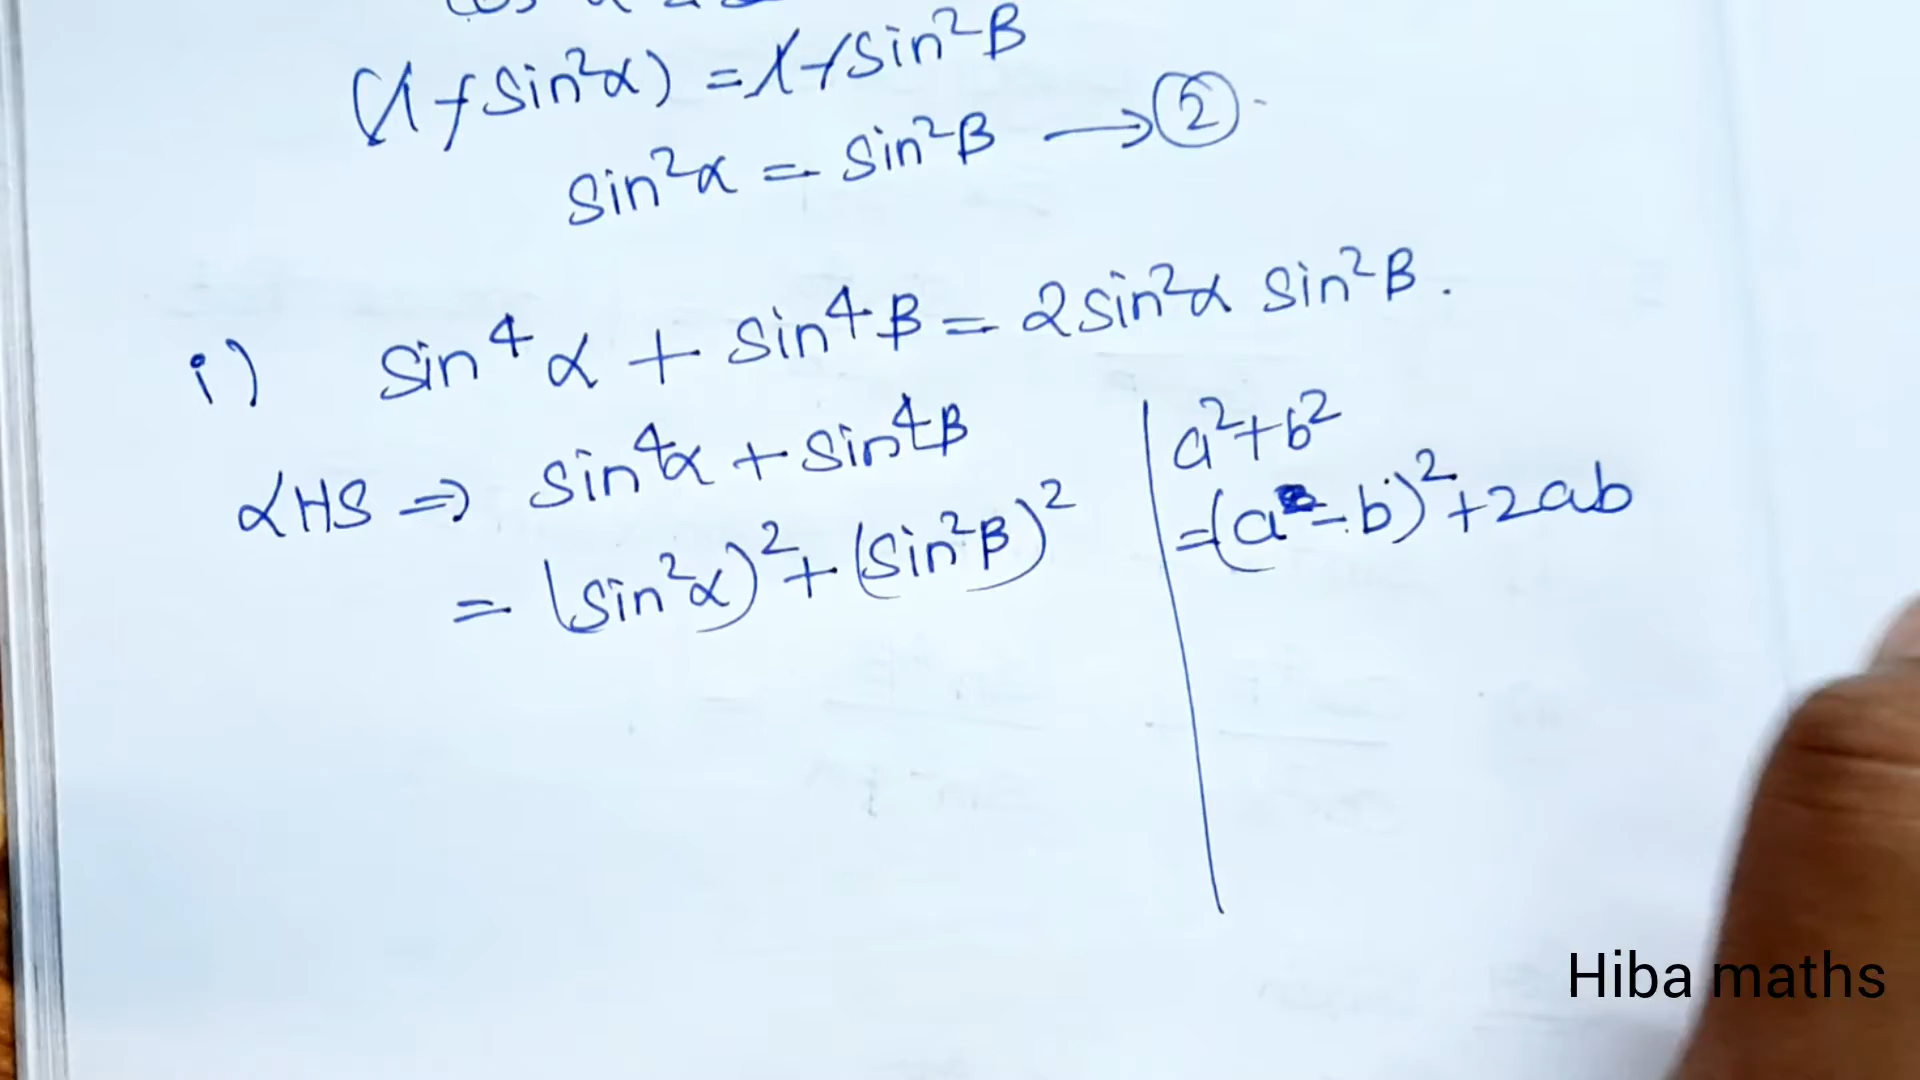 (1 - sin²α) = 1 - sin²β
sin²α = sin²β → ②
i) sin⁴α + sin⁴β = 2sin²α sin²β.
LHS ⇒ sin⁴α + sin⁴β
= (sin²α)² + (sin²β)²
a² + b²
= (a - b)² + 2ab
Hiba maths